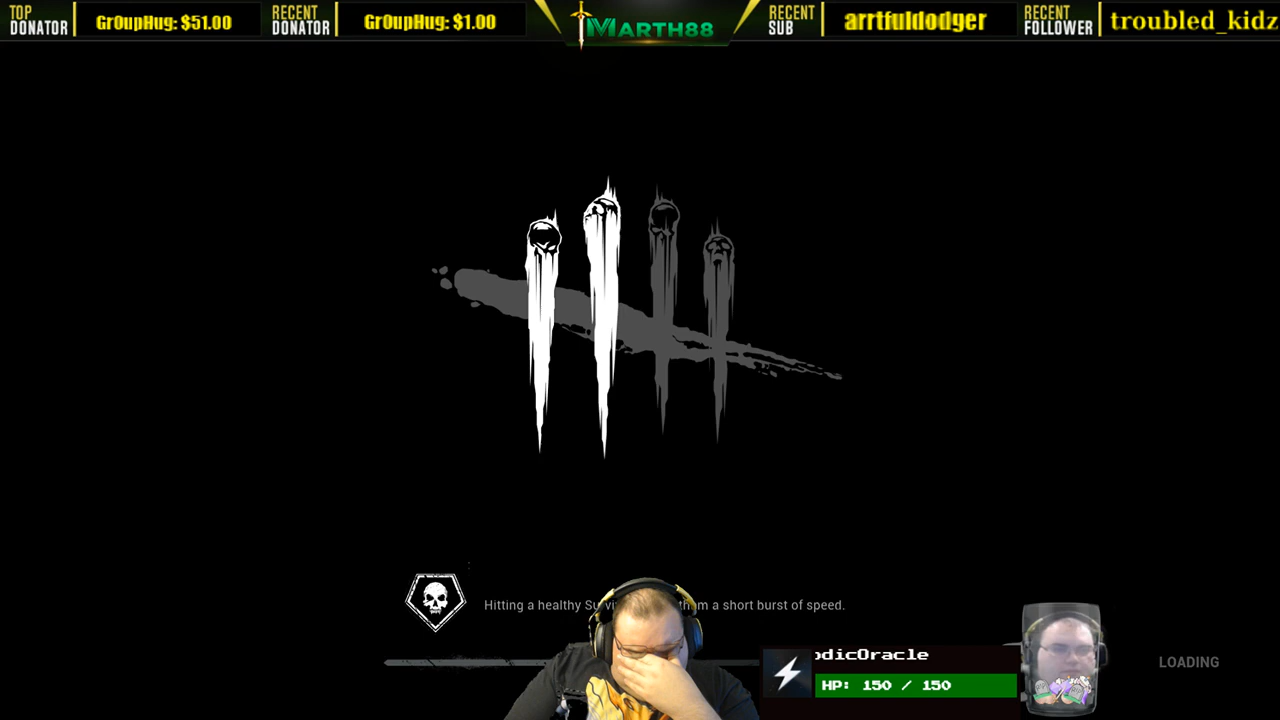 TOP DONATOR
Gr0upHug: $51.00
RECENT DONATOR
Gr0upHug: $1.00
MARTH88
RECENT SUB
arrtfuldodger
RECENT FOLLOWER
troubled_kidz
Hitting a healthy a short burst of speed.
odicOracle
HP: 150 / 150
LOADING